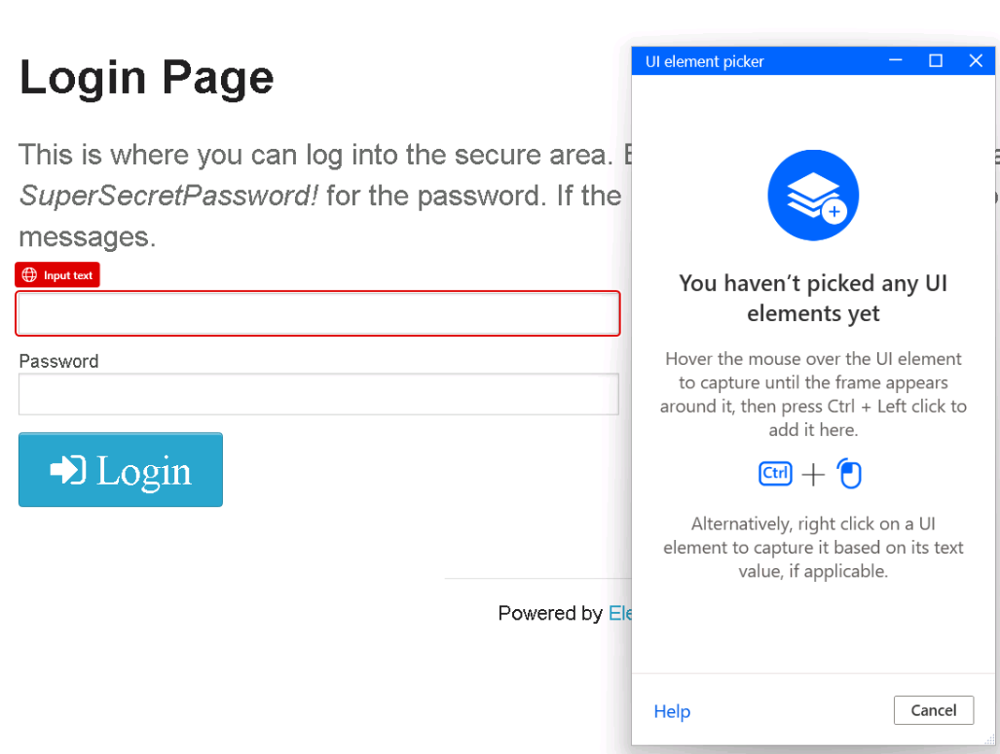 Login Page
This is where you can log into the secure area.
SuperSecretPassword! for the password. If the
messages.
Input text
Password
Login
Powered by
UI element picker
You haven’t picked any UI
elements yet
Hover the mouse over the UI element
to capture until the frame appears
around it, then press Ctrl + Left click to
add it here.
Ctrl
Alternatively, right click on a UI
element to capture it based on its text
value, if applicable.
Help
Cancel